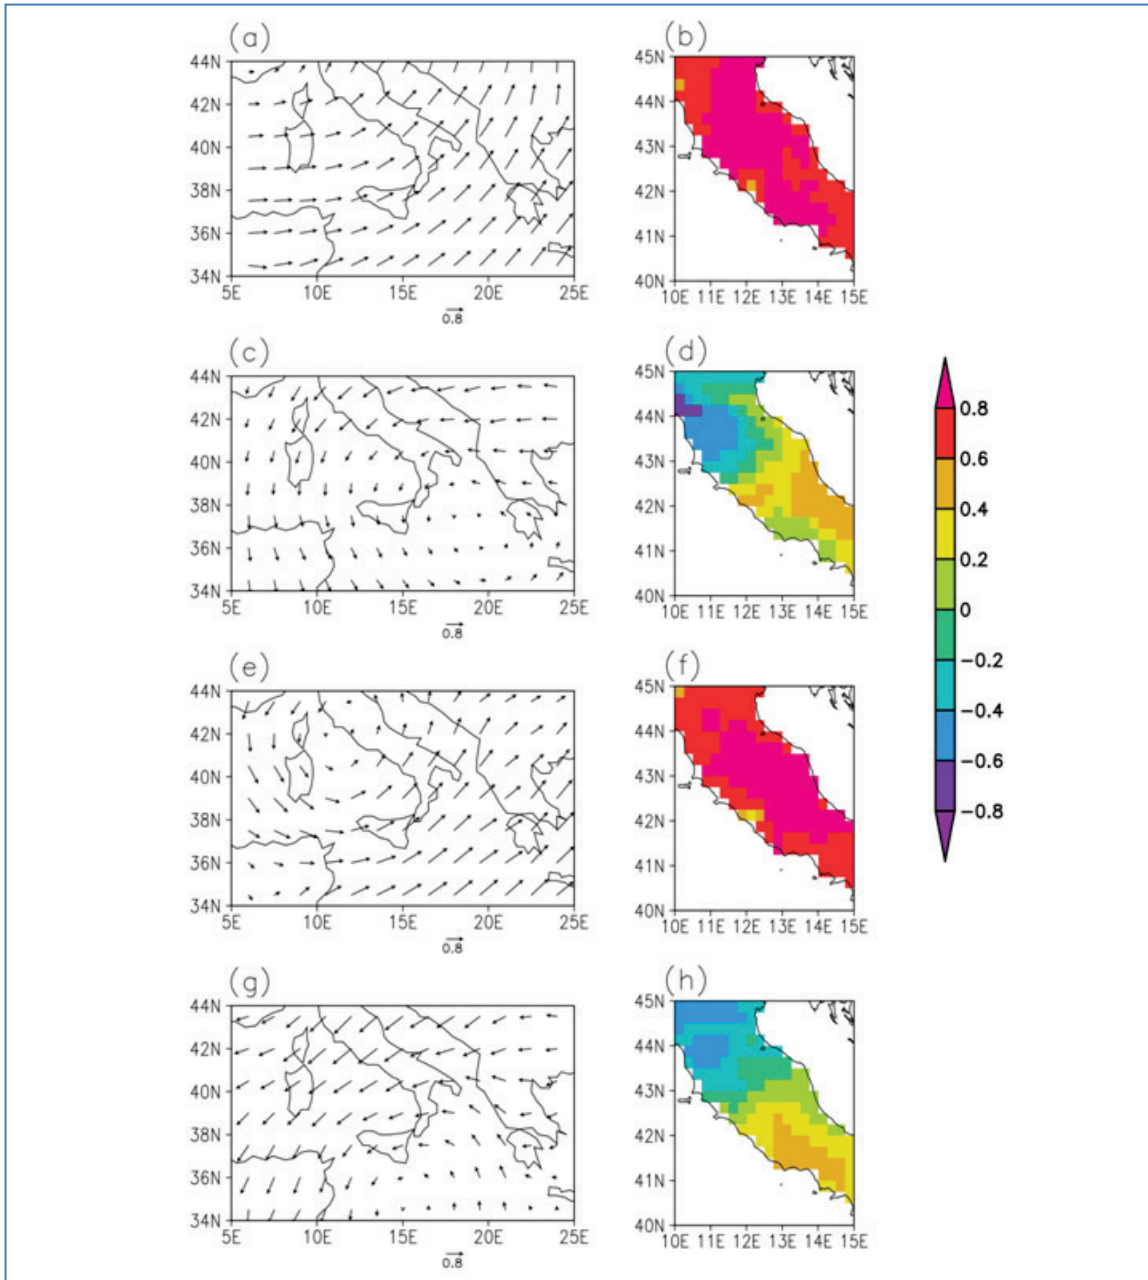 (a)
(b)
44N
42N
40N
38N
36N
34N
5E 10E 15E 20E 25E
0.8
45N
44N
43N
42N
41N
40N
10E 11E 12E 13E 14E 15E
(c)
(d)
44N
42N
40N
38N
36N
34N
5E 10E 15E 20E 25E
0.8
45N
44N
43N
42N
41N
40N
10E 11E 12E 13E 14E 15E
0.8
0.6
0.4
0.2
0
−0.2
−0.4
−0.6
−0.8
(e)
(f)
44N
42N
40N
38N
36N
34N
5E 10E 15E 20E 25E
0.8
45N
44N
43N
42N
41N
40N
10E 11E 12E 13E 14E 15E
(g)
(h)
44N
42N
40N
38N
36N
34N
5E 10E 15E 20E 25E
0.8
45N
44N
43N
42N
41N
40N
10E 11E 12E 13E 14E 15E